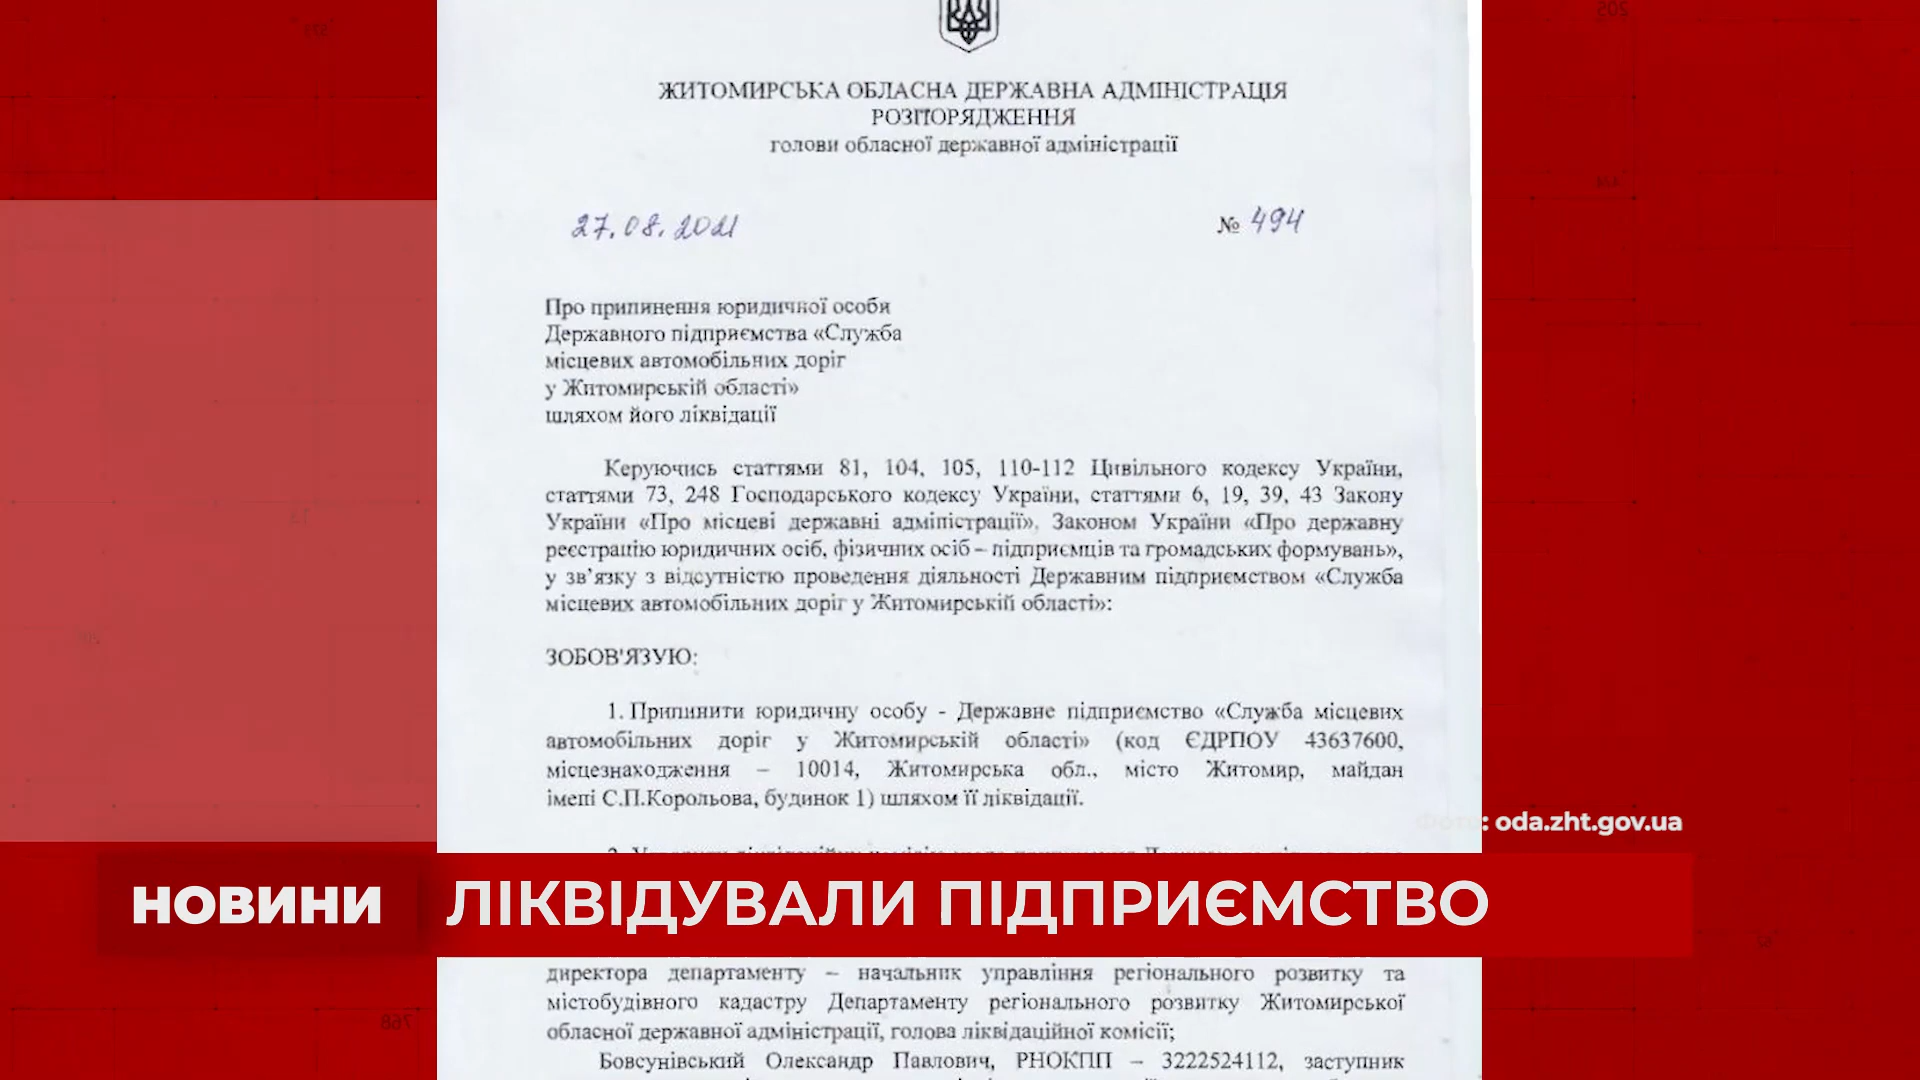 ЖИТОМИРСЬКА ОБЛАСНА ДЕРЖАВНА АДМІНІСТРАЦІЯ
РОЗПОРЯДЖЕННЯ
голови обласної державної адміністрації
27.08.2021
№ 494
Про припинення юридичної особи
Державного підприємства «Служба
місцевих автомобільних доріг
у Житомирській області»
шляхом його ліквідації
Керуючись статтями 81, 104, 105, 110-112 Цивільного кодексу України,
статтями 73, 248 Господарського кодексу України, статтями 6, 19, 39, 43 Закону
України «Про місцеві державні адміністрації», Законом України «Про державну
реєстрацію юридичних осіб, фізичних осіб – підприємців та громадських формувань»,
у зв’язку з відсутністю проведення діяльності Державним підприємством «Служба
місцевих автомобільних доріг у Житомирській області»:
ЗОБОВ'ЯЗУЮ:
1. Припинити юридичну особу - Державне підприємство «Служба місцевих
автомобільних доріг у Житомирській області» (код ЄДРПОУ 43637600,
місцезнаходження – 10014, Житомирська обл., місто Житомир, майдан
імені С.П.Корольова, будинок 1) шляхом її ліквідації.
Фото: oda.zht.gov.ua
НОВИНИ
ЛІКВІДУВАЛИ ПІДПРИЄМСТВО
директора департаменту – начальник управління регіонального розвитку та
містобудівного кадастру Департаменту регіонального розвитку Житомирської
обласної державної адміністрації, голова ліквідаційної комісії;
Бовсунівський Олександр Павлович, РНОКПП – 3222524112, заступник